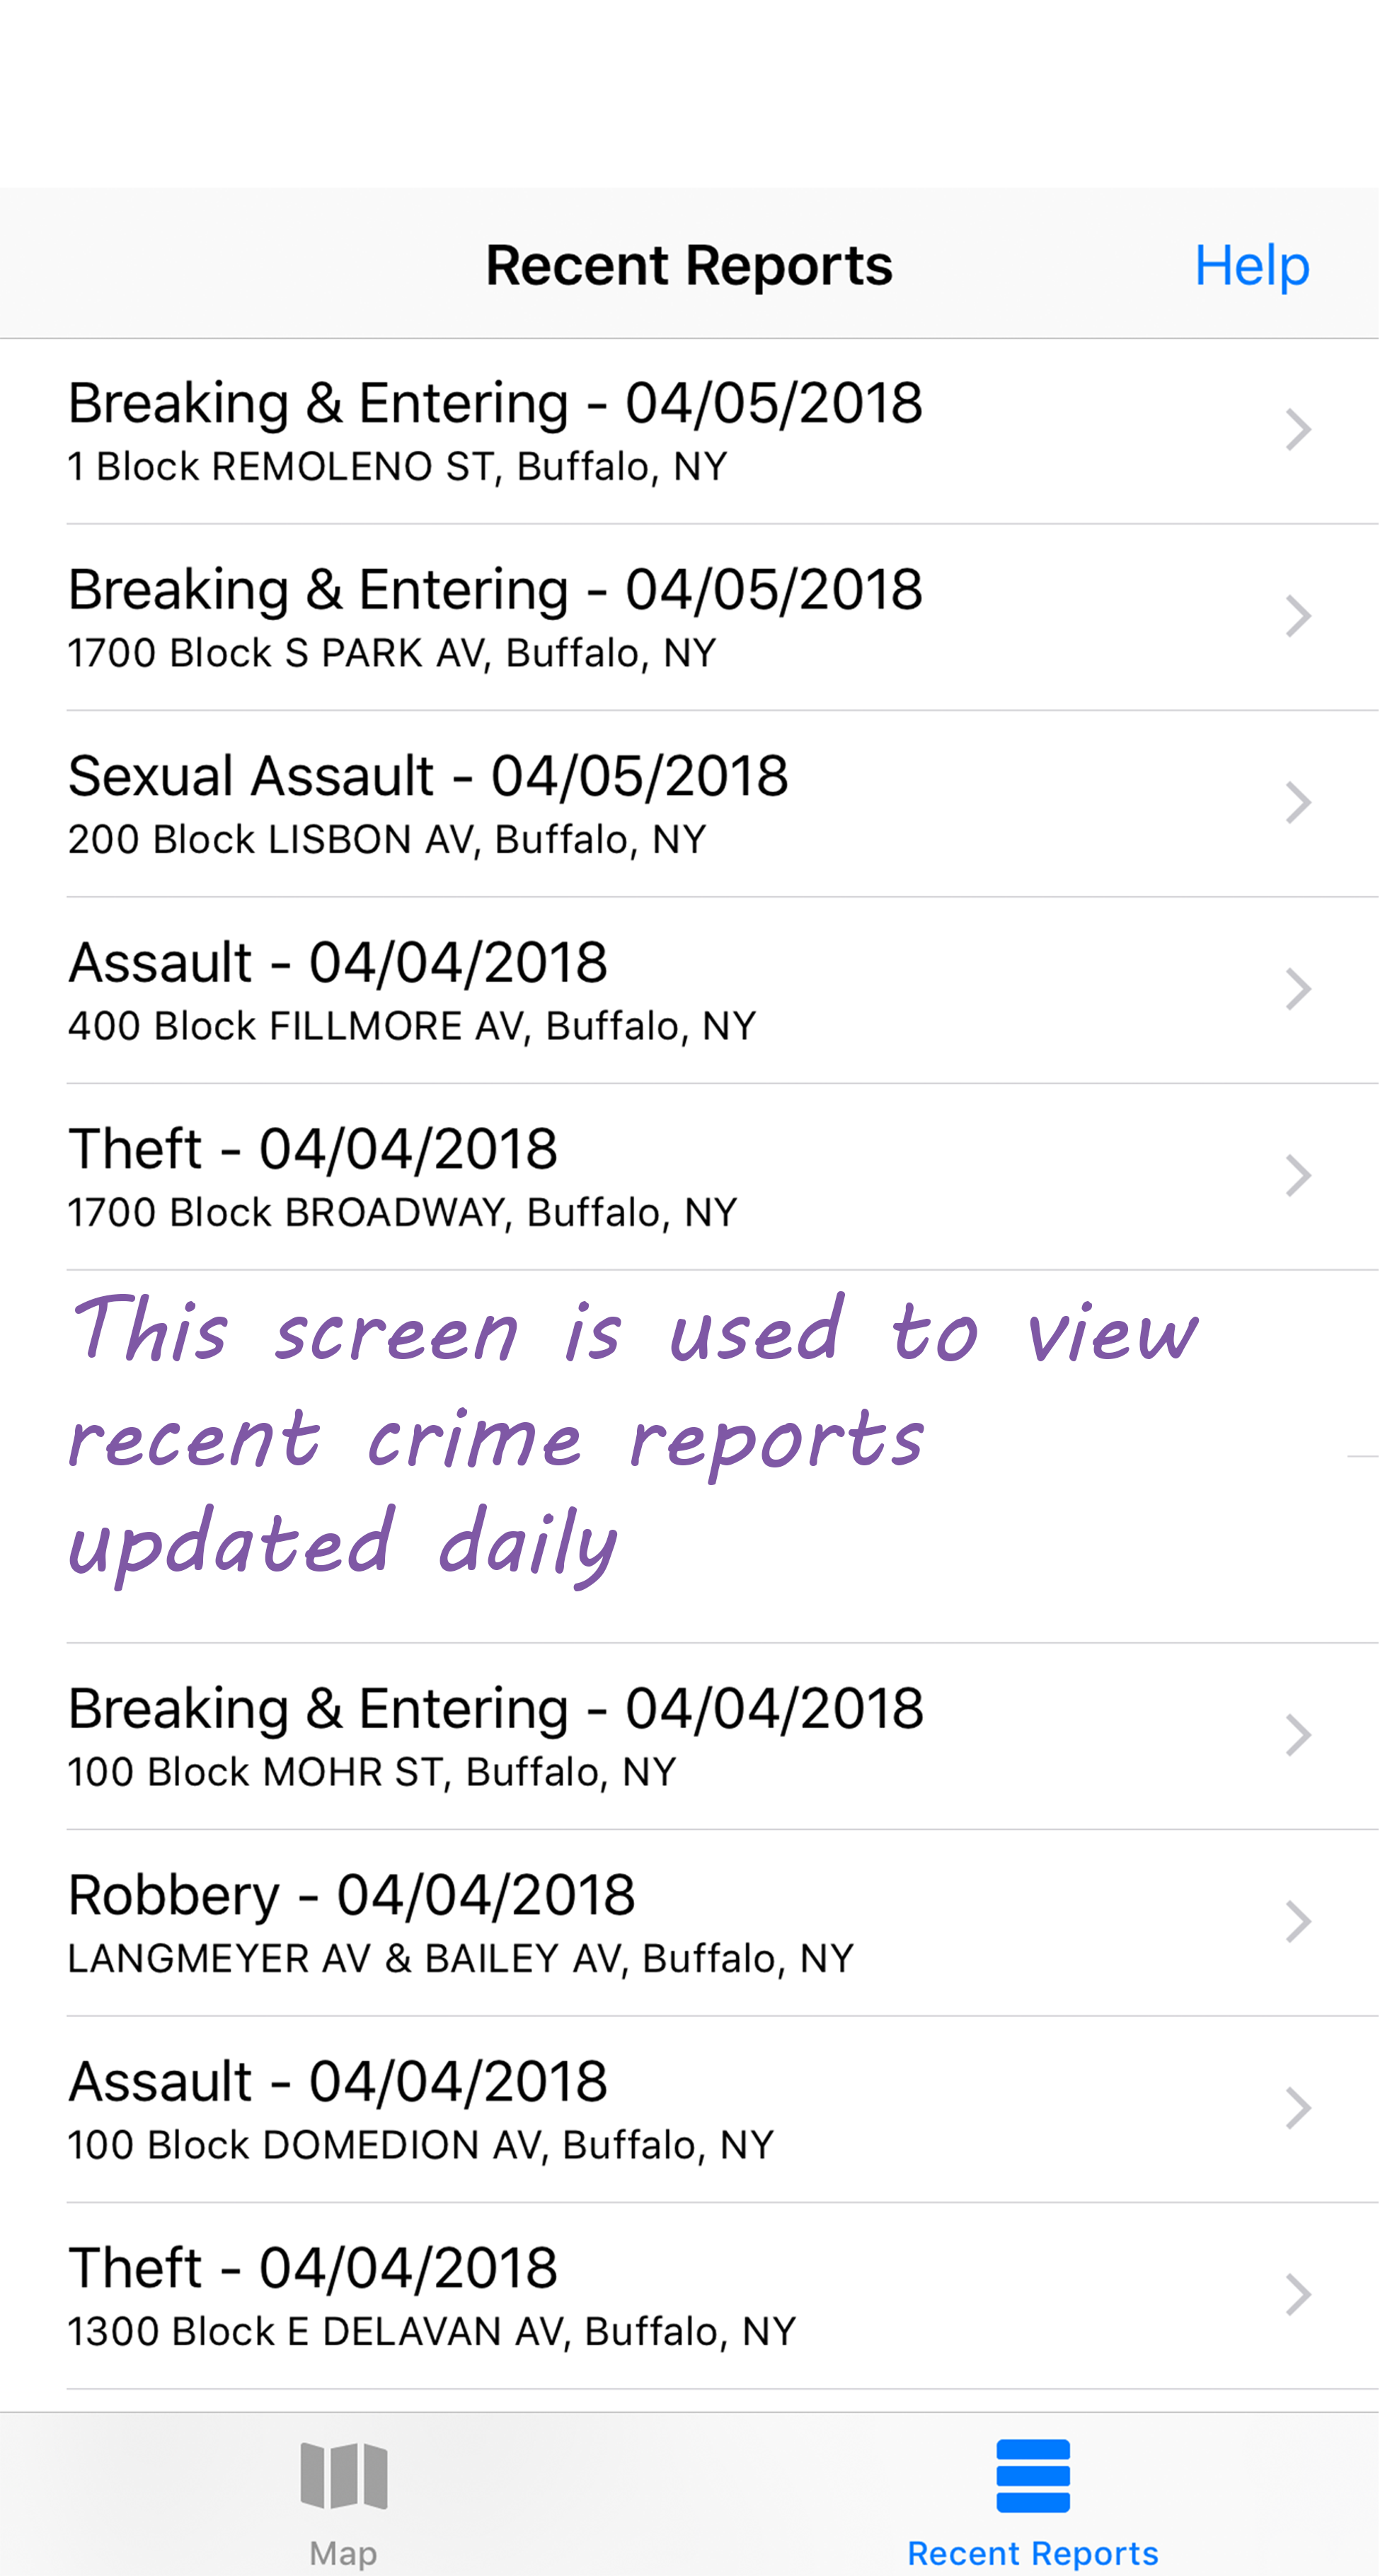 Recent Reports
Help
Breaking & Entering - 04/05/2018
1 Block REMOLENO ST, Buffalo, NY
Breaking & Entering - 04/05/2018
1700 Block S PARK AV, Buffalo, NY
Sexual Assault - 04/05/2018
200 Block LISBON AV, Buffalo, NY
Assault - 04/04/2018
400 Block FILLMORE AV, Buffalo, NY
Theft - 04/04/2018
1700 Block BROADWAY, Buffalo, NY
This screen is used to view
recent crime reports
updated daily
Breaking & Entering - 04/04/2018
100 Block MOHR ST, Buffalo, NY
Robbery - 04/04/2018
LANGMEYER AV & BAILEY AV, Buffalo, NY
Assault - 04/04/2018
100 Block DOMEDION AV, Buffalo, NY
Theft - 04/04/2018
1300 Block E DELAVAN AV, Buffalo, NY
Map
Recent Reports